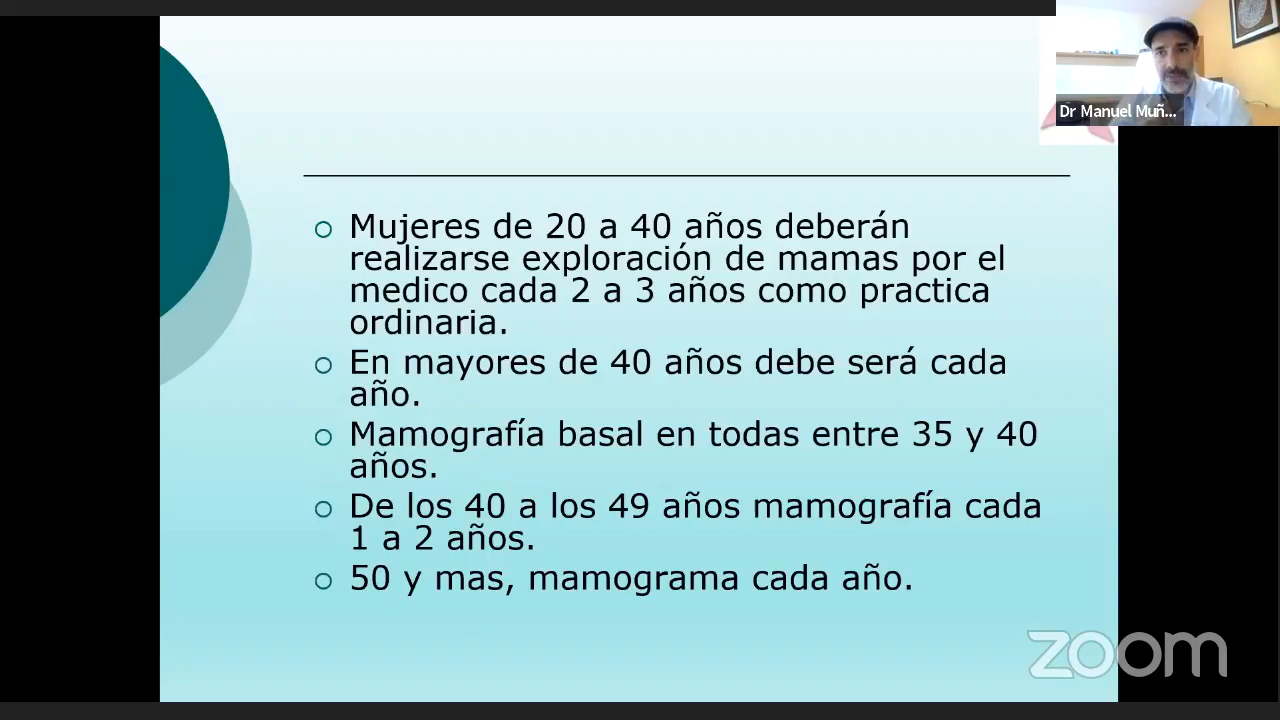 Dr Manuel Muñ...
Mujeres de 20 a 40 años deberán
realizarse exploración de mamas por el
medico cada 2 a 3 años como practica
ordinaria.
En mayores de 40 años debe será cada
año.
Mamografía basal en todas entre 35 y 40
años.
De los 40 a los 49 años mamografía cada
1 a 2 años.
50 y mas, mamograma cada año.
zoom